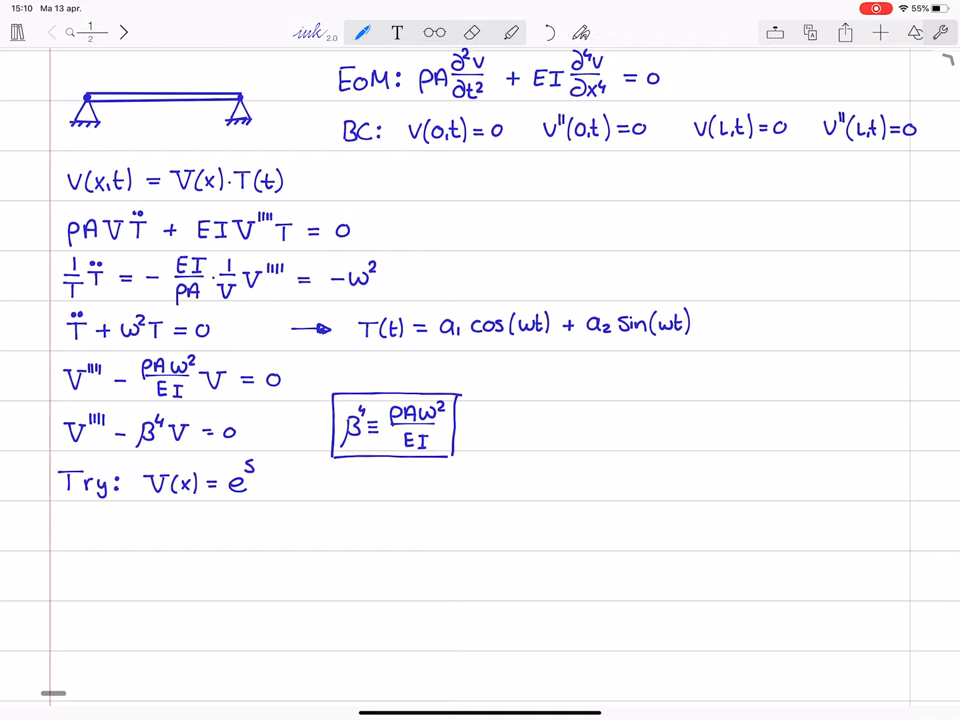 15:10 Ma 13 apr. 55%
1/2 ink 2.0 T
EoM: ρA ∂²v/∂t² + EI ∂⁴v/∂x⁴ = 0
BC: v(0,t)=0 v''(0,t)=0 v(L,t)=0 v''(L,t)=0
v(x,t) = V(x)·T(t)
ρAVT̈ + EIV''''T = 0
1/T T̈ = - EI/ρA · 1/V V'''' = -ω²
T̈ + ω²T = 0 → T(t) = a₁ cos(ωt) + a₂ sin(ωt)
V'''' - ρAω²/EI V = 0
V'''' - β⁴V = 0 β⁴ ≡ ρAω²/EI
Try: V(x) = e^s